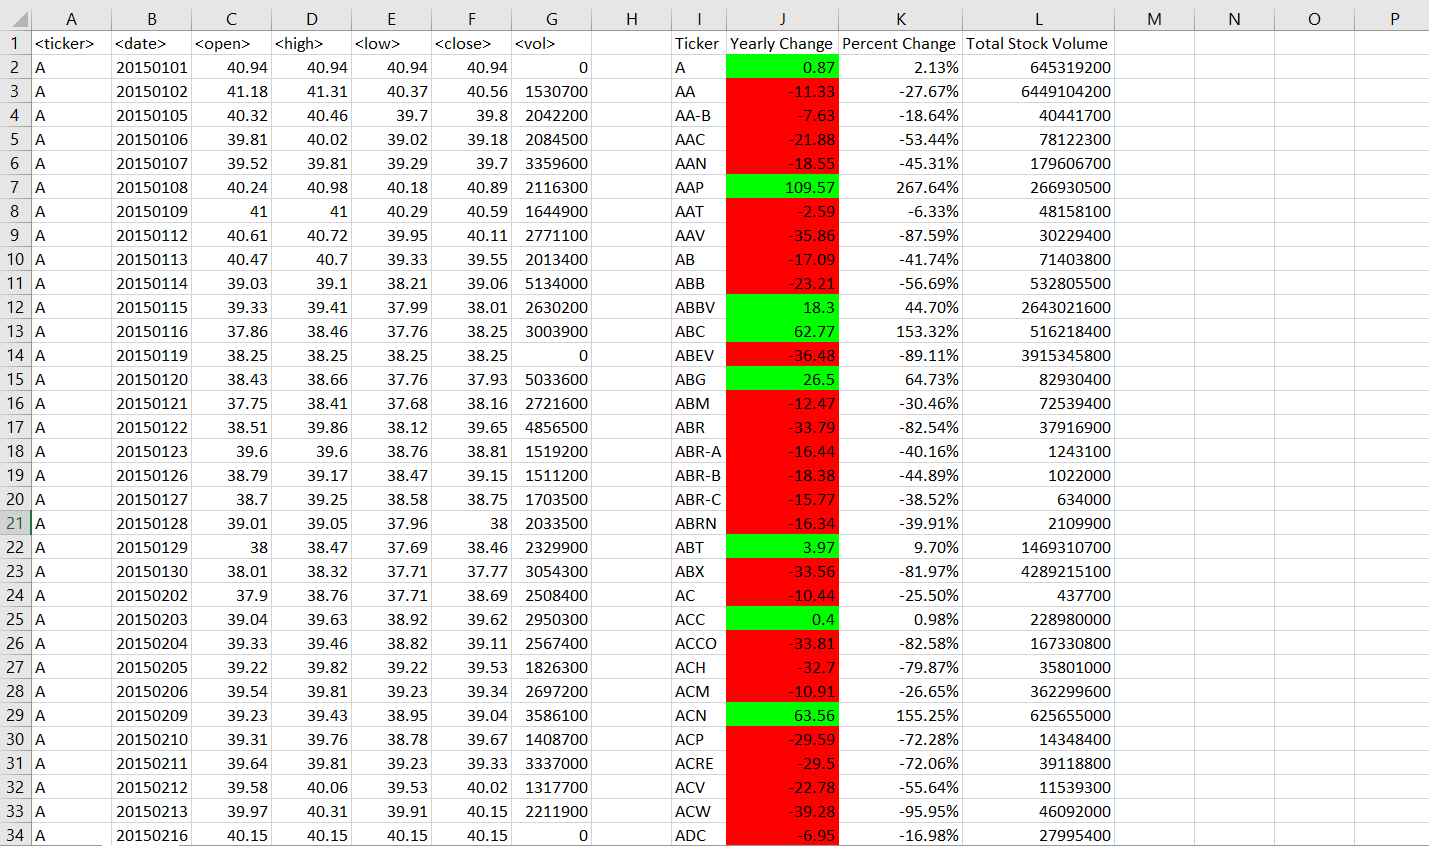 A B C D E F G H I J K L M N O P
1 <ticker> <date> <open> <high> <low> <close> <vol> Ticker Yearly Change Percent Change Total Stock Volume
2 A 20150101 40.94 40.94 40.94 40.94 0 A 0.87 2.13% 645319200
3 A 20150102 41.18 41.31 40.37 40.56 1530700 AA -11.33 -27.67% 6449104200
4 A 20150105 40.32 40.46 39.7 39.8 2042200 AA-B -7.63 -18.64% 40441700
5 A 20150106 39.81 40.02 39.02 39.18 2084500 AAC -21.88 -53.44% 78122300
6 A 20150107 39.52 39.81 39.29 39.7 3359600 AAN -18.55 -45.31% 179606700
7 A 20150108 40.24 40.98 40.18 40.89 2116300 AAP 109.57 267.64% 266930500
8 A 20150109 41 41 40.29 40.59 1644900 AAT -2.59 -6.33% 48158100
9 A 20150112 40.61 40.72 39.95 40.11 2771100 AAV -35.86 -87.59% 30229400
10 A 20150113 40.47 40.7 39.33 39.55 2013400 AB -17.09 -41.74% 71403800
11 A 20150114 39.03 39.1 38.21 39.06 5134000 ABB -23.21 -56.69% 532805500
12 A 20150115 39.33 39.41 37.99 38.01 2630200 ABBV 18.3 44.70% 2643021600
13 A 20150116 37.86 38.46 37.76 38.25 3003900 ABC 62.77 153.32% 516218400
14 A 20150119 38.25 38.25 38.25 38.25 0 ABEV -36.48 -89.11% 3915345800
15 A 20150120 38.43 38.66 37.76 37.93 5033600 ABG 26.5 64.73% 82930400
16 A 20150121 37.75 38.41 37.68 38.16 2721600 ABM -12.47 -30.46% 72539400
17 A 20150122 38.51 39.86 38.12 39.65 4856500 ABR -33.79 -82.54% 37916900
18 A 20150123 39.6 39.6 38.76 38.81 1519200 ABR-A -16.44 -40.16% 1243100
19 A 20150126 38.79 39.17 38.47 39.15 1511200 ABR-B -18.38 -44.89% 1022000
20 A 20150127 38.7 39.25 38.58 38.75 1703500 ABR-C -15.77 -38.52% 634000
21 A 20150128 39.01 39.05 37.96 38 2033500 ABRN -16.34 -39.91% 2109900
22 A 20150129 38 38.47 37.69 38.46 2329900 ABT 3.97 9.70% 1469310700
23 A 20150130 38.01 38.32 37.71 37.77 3054300 ABX -33.56 -81.97% 4289215100
24 A 20150202 37.9 38.76 37.71 38.69 2508400 AC -10.44 -25.50% 437700
25 A 20150203 39.04 39.63 38.92 39.62 2950300 ACC 0.4 0.98% 228980000
26 A 20150204 39.33 39.46 38.82 39.11 2567400 ACCO -33.81 -82.58% 167330800
27 A 20150205 39.22 39.82 39.22 39.53 1826300 ACH -32.7 -79.87% 35801000
28 A 20150206 39.54 39.81 39.23 39.34 2697200 ACM -10.91 -26.65% 362299600
29 A 20150209 39.23 39.43 38.95 39.04 3586100 ACN 63.56 155.25% 625655000
30 A 20150210 39.31 39.76 38.78 39.67 1408700 ACP -29.59 -72.28% 14348400
31 A 20150211 39.64 39.81 39.23 39.33 3337000 ACRE -29.5 -72.06% 39118800
32 A 20150212 39.58 40.06 39.53 40.02 1317700 ACV -22.78 -55.64% 11539300
33 A 20150213 39.97 40.31 39.91 40.15 2211900 ACW -39.28 -95.95% 46092000
34 A 20150216 40.15 40.15 40.15 40.15 0 ADC -6.95 -16.98% 27995400